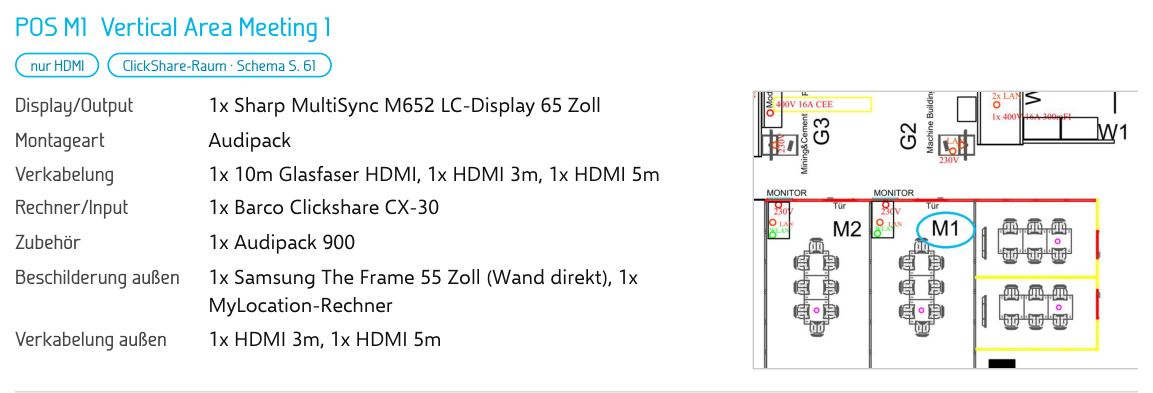 POS M1 Vertical Area Meeting 1
nur HDMI
ClickShare-Raum · Schema S. 61
Display/Output 1x Sharp MultiSync M652 LC-Display 65 Zoll
Montageart Audipack
Verkabelung 1x 10m Glasfaser HDMI, 1x HDMI 3m, 1x HDMI 5m
Rechner/Input 1x Barco Clickshare CX-30
Zubehör 1x Audipack 900
Beschilderung außen 1x Samsung The Frame 55 Zoll (Wand direkt), 1x
MyLocation-Rechner
Verkabelung außen 1x HDMI 3m, 1x HDMI 5m
400V 16A CEE
G3
Mining&Cement
230V
G2
Machine Building
230V
2x LAN
1x 400V 16A
W1
MONITOR
MONITOR
Tür
Tür
230V
LAN
230V
LAN
M2
M1